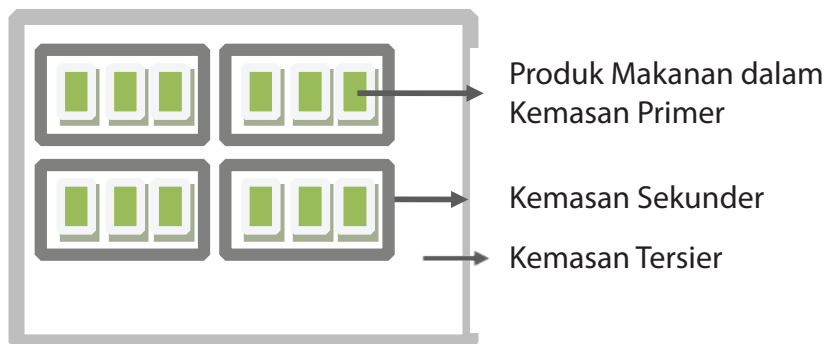 Produk Makanan dalam
Kemasan Primer
Kemasan Sekunder
Kemasan Tersier